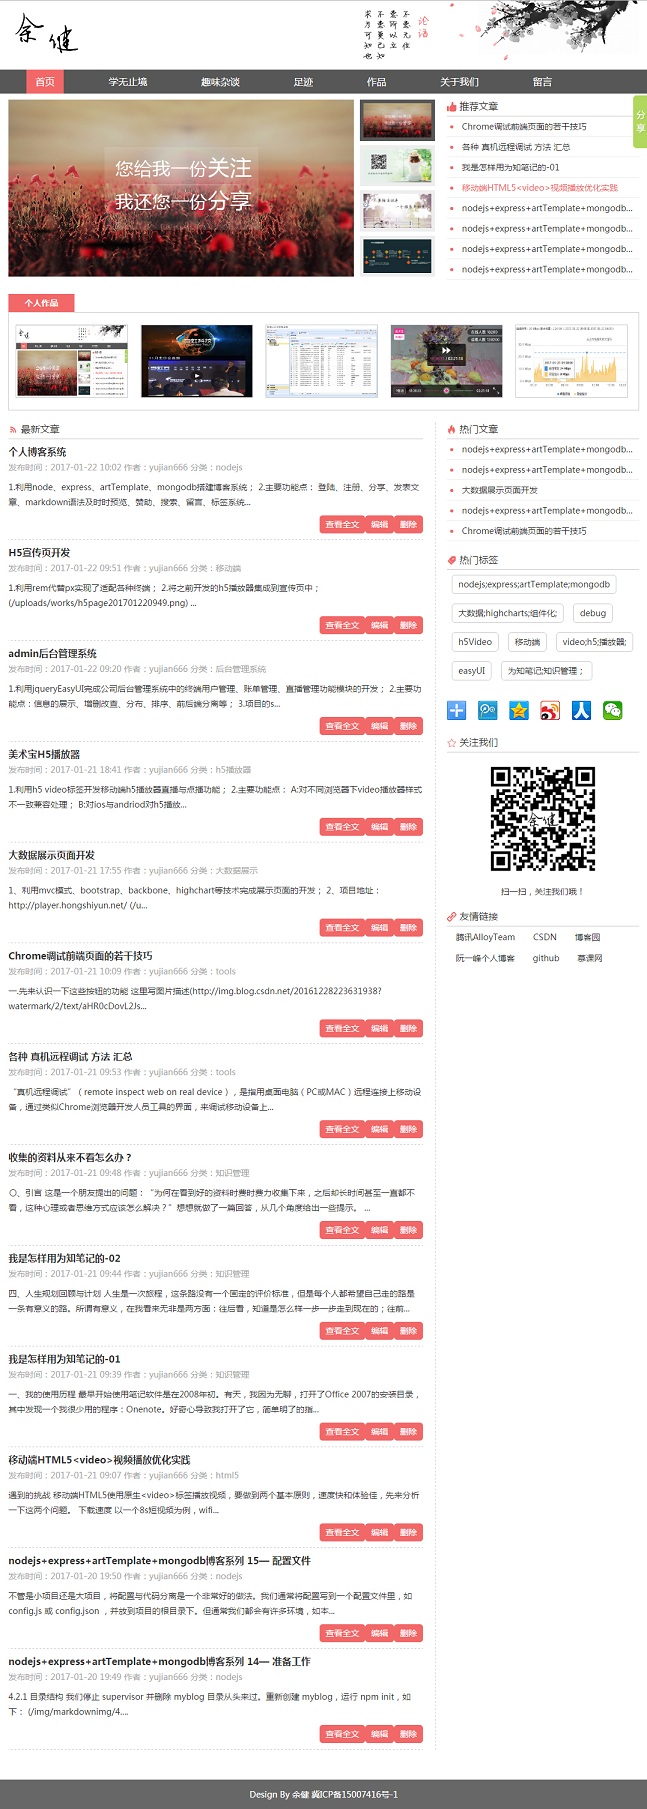 余健
论语
不要无位
要所以立
不要莫己知
求为可知也
首页 学无止境 趣味杂谈 足迹 作品 关于我们 留言
分享
您给我一份关注
我还您一份分享
推荐文章
Chrome调试前端页面的若干技巧
各种 真机远程调试 方法 汇总
我是怎样用为知笔记的-01
移动端HTML5<video>视频播放优化实践
nodejs+express+artTemplate+mongodb...
nodejs+express+artTemplate+mongodb...
nodejs+express+artTemplate+mongodb...
nodejs+express+artTemplate+mongodb...
个人作品
最新文章
个人博客系统
发布时间：2017-01-22 10:02 作者：yujian666 分类：nodejs
1.利用node、express、artTemplate、mongodb搭建博客系统； 2.主要功能点： 登陆、注册、分享、发表文
章、markdown语法及时时预览、赞助、搜索、留言、标签系统...
查看全文 编辑 删除
H5宣传页开发
发布时间：2017-01-22 09:51 作者：yujian666 分类：移动端
1.利用rem代替px实现了适配各种终端； 2.将之前开发的h5播放器集成到宣传页中；
(/uploads/works/h5page201701220949.png) ...
查看全文 编辑 删除
admin后台管理系统
发布时间：2017-01-22 09:20 作者：yujian666 分类：后台管理系统
1.利用jqueryEasyUI完成公司后台管理系统中的终端用户管理、账单管理、直播管理功能模块的开发； 2.主要功
能点：信息的展示、增删改查、分布、排序、前后端分离等； 3.项目的s...
查看全文 编辑 删除
美术宝H5播放器
发布时间：2017-01-21 18:41 作者：yujian666 分类：h5播放器
1.利用h5 video标签开发移动端h5播放器直播与点播功能； 2.主要功能点： A:对不同浏览器下video播放器样式
不一致兼容处理； B:对ios与andriod对h5播放...
查看全文 编辑 删除
大数据展示页面开发
发布时间：2017-01-21 17:55 作者：yujian666 分类：大数据展示
1、利用mvc模式、bootstrap、backbone、highchart等技术完成展示页面的开发； 2、项目地址：
http://player.hongshiyun.net/ (/u...
查看全文 编辑 删除
Chrome调试前端页面的若干技巧
发布时间：2017-01-21 10:09 作者：yujian666 分类：tools
一.先来认识一下这些按钮的功能 这里写图片描述(http://img.blog.csdn.net/20161228223631938?
watermark/2/text/aHR0cDovL2Js...
查看全文 编辑 删除
各种 真机远程调试 方法 汇总
发布时间：2017-01-21 09:53 作者：yujian666 分类：tools
“真机远程调试”（remote inspect web on real device），是指用桌面电脑（PC或MAC）远程连接上移动设
备，通过类似Chrome浏览器开发人员工具的界面，来调试移动设备上...
查看全文 编辑 删除
收集的资料从来不看怎么办？
发布时间：2017-01-21 09:48 作者：yujian666 分类：知识管理
〇、引言 这是一个朋友提出的问题：“为何在看到好的资料时费时费力收集下来，之后却长时间甚至一直都不
看，这种心理或者思维方式应该怎么解决？”想想就做了一篇回答，从几个角度给出一些提示。 ...
查看全文 编辑 删除
我是怎样用为知笔记的-02
发布时间：2017-01-21 09:44 作者：yujian666 分类：知识管理
四、人生规划回顾与计划 人生是一次旅程，这条路没有一个固定的评价标准，但是每个人都希望自己走的路是
一条有意义的路。所谓有意义，在我看来无非是两方面：往后看，知道是怎么样一步一步走到现在的；往前...
查看全文 编辑 删除
我是怎样用为知笔记的-01
发布时间：2017-01-21 09:39 作者：yujian666 分类：知识管理
一、我的使用历程 最早开始使用笔记软件是在2008年初。有天，我因为无聊，打开了Office 2007的安装目录，
其中发现一个我很少用的程序：Onenote。好奇心导致我打开了它，简单明了的指...
查看全文 编辑 删除
移动端HTML5<video>视频播放优化实践
发布时间：2017-01-21 09:07 作者：yujian666 分类：html5
遇到的挑战 移动端HTML5使用原生<video>标签播放视频，要做到两个基本原则，速度快和体验佳，先来分析
一下这两个问题。 下载速度 以一个8s短视频为例，wifi...
查看全文 编辑 删除
nodejs+express+artTemplate+mongodb博客系列 15— 配置文件
发布时间：2017-01-20 19:50 作者：yujian666 分类：nodejs
不管是小项目还是大项目，将配置与代码分离是一个非常好的做法。我们通常将配置写到一个配置文件里，如
config.js 或 config.json ，并放到项目的根目录下。但通常我们都会有许多环境，如本...
查看全文 编辑 删除
nodejs+express+artTemplate+mongodb博客系列 14— 准备工作
发布时间：2017-01-20 19:49 作者：yujian666 分类：nodejs
4.2.1 目录结构 我们停止 supervisor 并删除 myblog 目录从头来过。重新创建 myblog，运行 npm init，如
下： (/img/markdownimg/4....
查看全文 编辑 删除
热门文章
nodejs+express+artTemplate+mongodb...
nodejs+express+artTemplate+mongodb...
大数据展示页面开发
nodejs+express+artTemplate+mongodb...
Chrome调试前端页面的若干技巧
热门标签
nodejs;express;artTemplate;mongodb
大数据;highcharts;组件化; debug
h5Video 移动端 video;h5;播放器;
easyUI 为知笔记;知识管理；
关注我们
余健
扫一扫，关注我们哦！
友情链接
腾讯AlloyTeam CSDN 博客园
阮一峰个人博客 github 慕课网
Design By 余健 冀ICP备15007416号-1